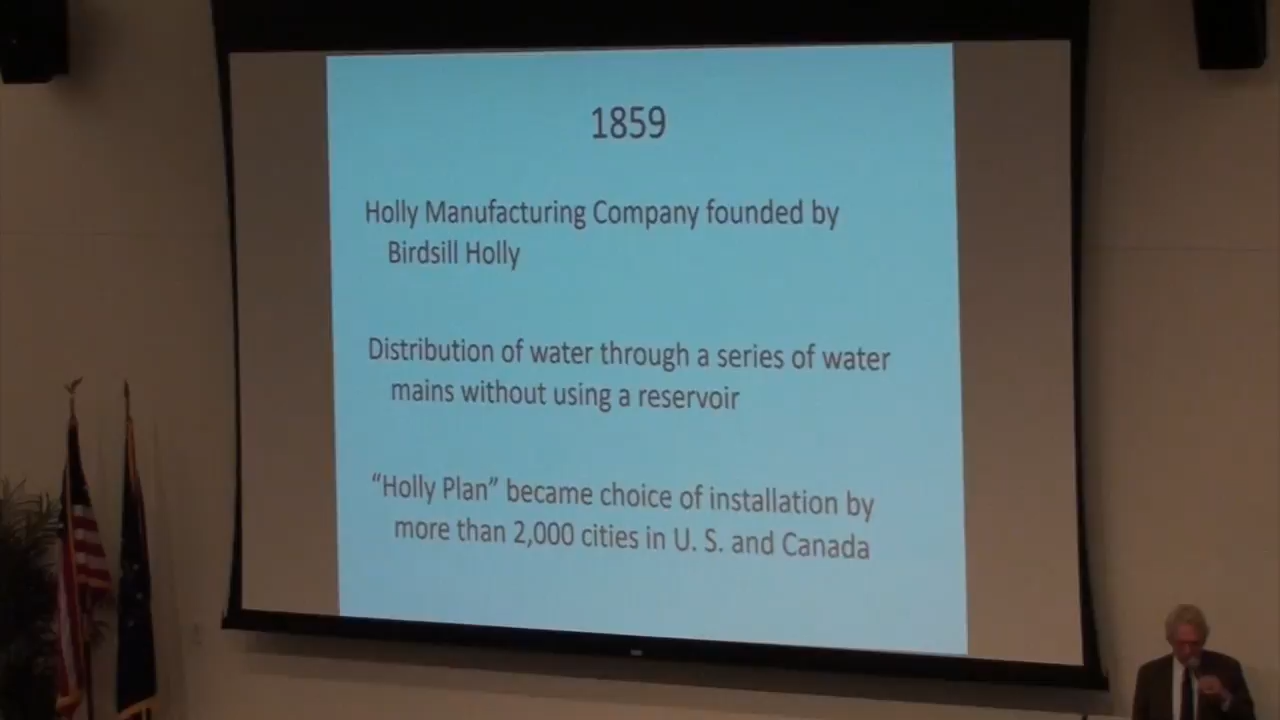 1859
Holly Manufacturing Company founded by
Birdsill Holly
Distribution of water through a series of water
mains without using a reservoir
“Holly Plan” became choice of installation by
more than 2,000 cities in U. S. and Canada